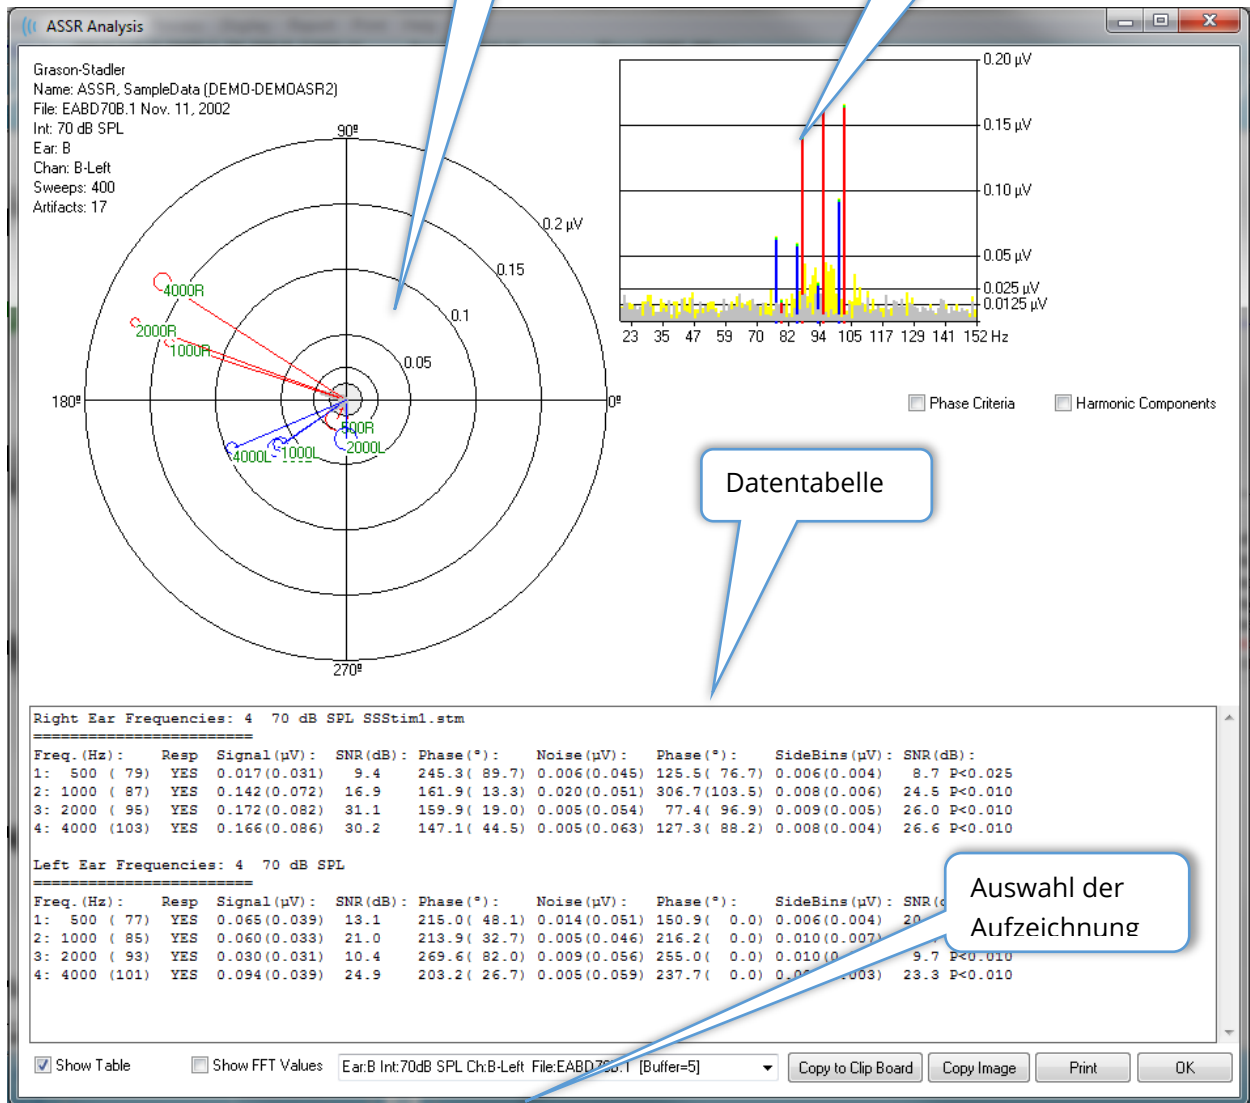 ASSR Analysis
Grason-Stadler
Name: ASSR, SampleData (DEMO-DEMOASR2)
File: EABD70B.1 Nov. 11, 2002
Int: 70 dB SPL
Ear: B
Chan: B-Left
Sweeps: 400
Artifacts: 17
90º
0.2 µV
0.15
0.1
0.05
180º
0º
270º
4000R
2000R
1000R
500R
2000L
1000L
4000L
0.20 µV
0.15 µV
0.10 µV
0.05 µV
0.025 µV
0.0125 µV
23 35 47 59 70 82 94 105 117 129 141 152 Hz
Phase Criteria
Harmonic Components
Datentabelle
Right Ear Frequencies: 4 70 dB SPL SSStim1.stm
=========================
Freq.(Hz): Resp Signal(µV): SNR(dB): Phase(°): Noise(µV): Phase(°): SideBins(µV): SNR(dB):
1: 500 ( 79) YES 0.017(0.031) 9.4 245.3( 89.7) 0.006(0.045) 125.5( 76.7) 0.006(0.004) 8.7 P<0.025
2: 1000 ( 87) YES 0.142(0.072) 16.9 161.9( 13.3) 0.020(0.051) 306.7(103.5) 0.008(0.006) 24.5 P<0.010
3: 2000 ( 95) YES 0.172(0.082) 31.1 159.9( 19.0) 0.005(0.054) 77.4( 96.9) 0.009(0.005) 26.0 P<0.010
4: 4000 (103) YES 0.166(0.086) 30.2 147.1( 44.5) 0.005(0.063) 127.3( 88.2) 0.008(0.004) 26.6 P<0.010
Left Ear Frequencies: 4 70 dB SPL
=========================
Freq.(Hz): Resp Signal(µV): SNR(dB): Phase(°): Noise(µV): Phase(°): SideBins(µV):
1: 500 ( 77) YES 0.065(0.039) 13.1 215.0( 48.1) 0.014(0.051) 150.9( 0.0) 0.006(0.004)
2: 1000 ( 85) YES 0.060(0.033) 21.0 213.9( 32.7) 0.005(0.046) 216.2( 0.0) 0.010(0.007)
3: 2000 ( 93) YES 0.030(0.031) 10.4 269.6( 82.0) 0.009(0.056) 255.0( 0.0) 9.7 P<0.010
4: 4000 (101) YES 0.094(0.039) 24.9 203.2( 26.7) 0.005(0.059) 237.7( 0.0) 23.3 P<0.010
Auswahl der
Aufzeichnung
Show Table
Show FFT Values
Ear:B Int:70dB SPL Ch:B-Left File:EABD70B.1 [Buffer=5]
Copy to Clip Board
Copy Image
Print
OK